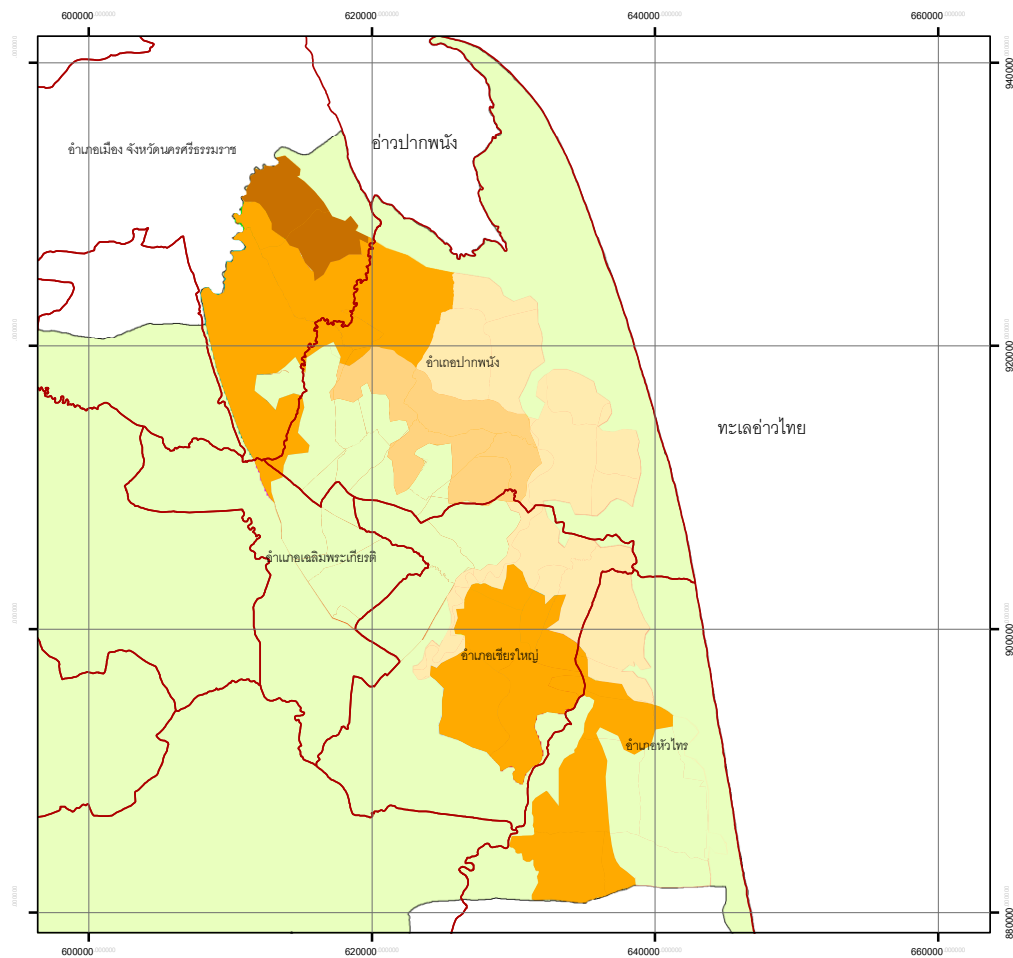 600000 620000 640000 660000
940000
อำเภอเมือง จังหวัดนครศรีธรรมราช
อ่าวปากพนัง
920000
อำเถอปากพนัง
ทะเลอ่าวไทย
อำแภอเฉลิมพระเกียรติ
900000
อำเภอเชียรใหญ่
อำเภอหัวไทร
880000
600000 620000 640000 660000